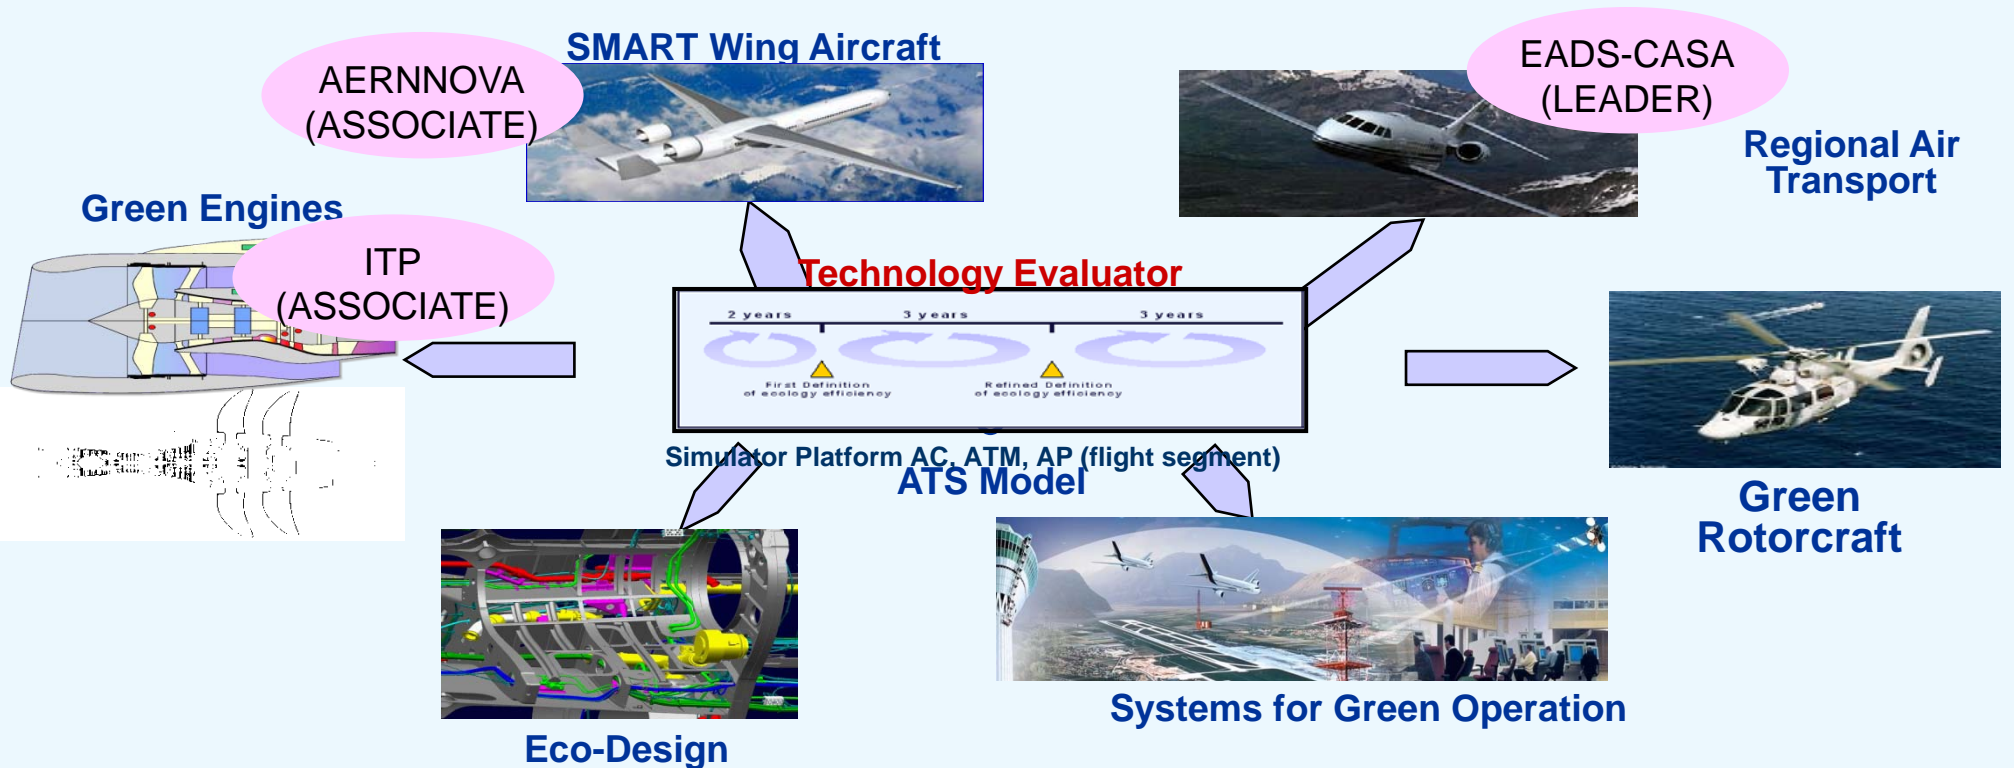 SMART Wing Aircraft
AERNNOVA
(ASSOCIATE)
EADS-CASA
(LEADER)
Regional Air
Transport
Green Engines
ITP
(ASSOCIATE)
Technology Evaluator
2 years
3 years
3 years
First Definition
of ecology efficiency
Refined Definition
of ecology efficiency
Simulator Platform AC, ATM, AP (flight segment)
ATS Model
Green
Rotorcraft
Systems for Green Operation
Eco-Design